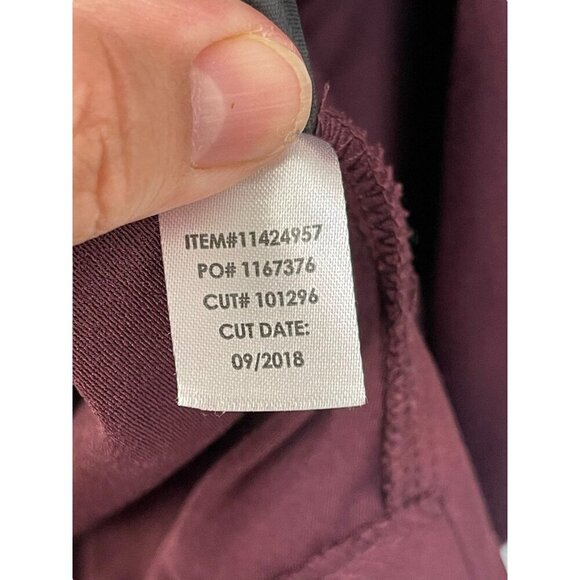 ITEM#11424957
PO# 1167376
CUT# 101296
CUT DATE:
09/2018